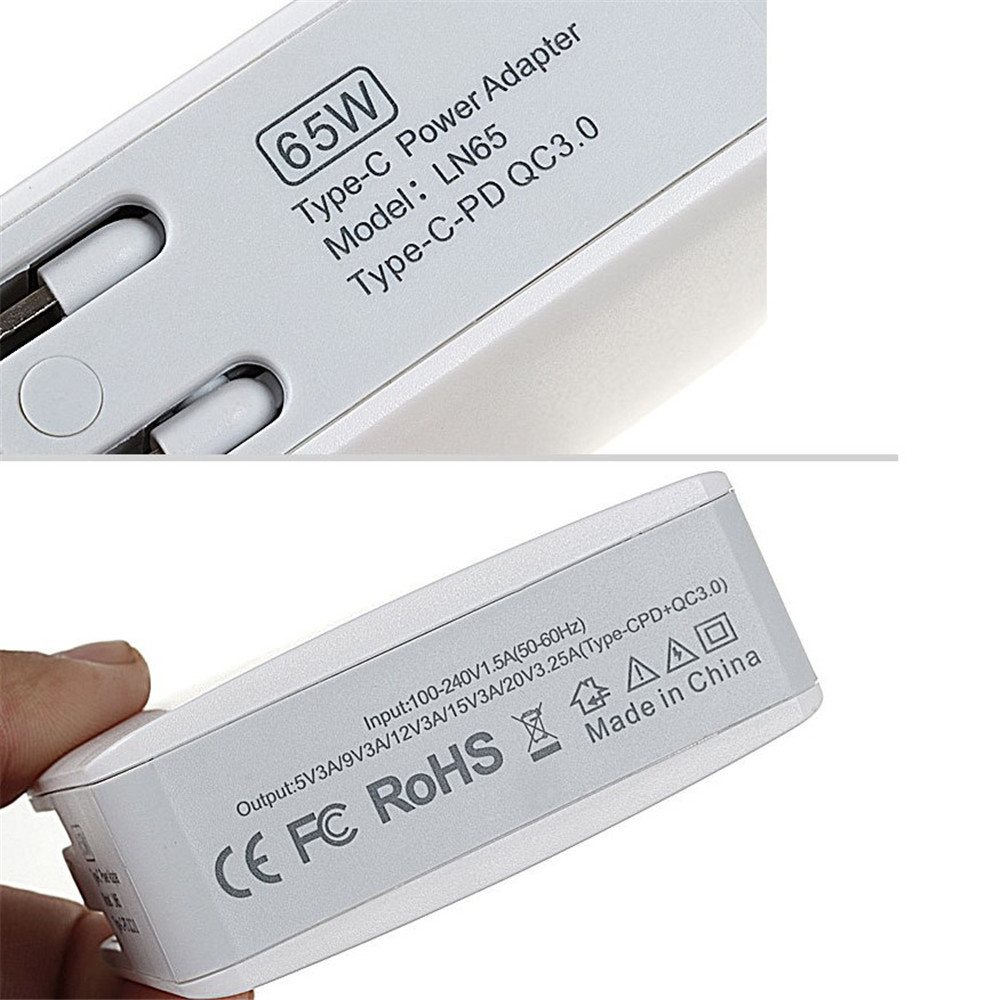 65W
Type-C Power Adapter
Model: LN65
Type-C-PD QC3.0
Input:100-240V1.5A(50-60Hz)
Output:5V3A/9V3A/12V3A/15V3A/20V3.25A(Type-CPD+QC3.0)
CE FC RoHS
Made in China